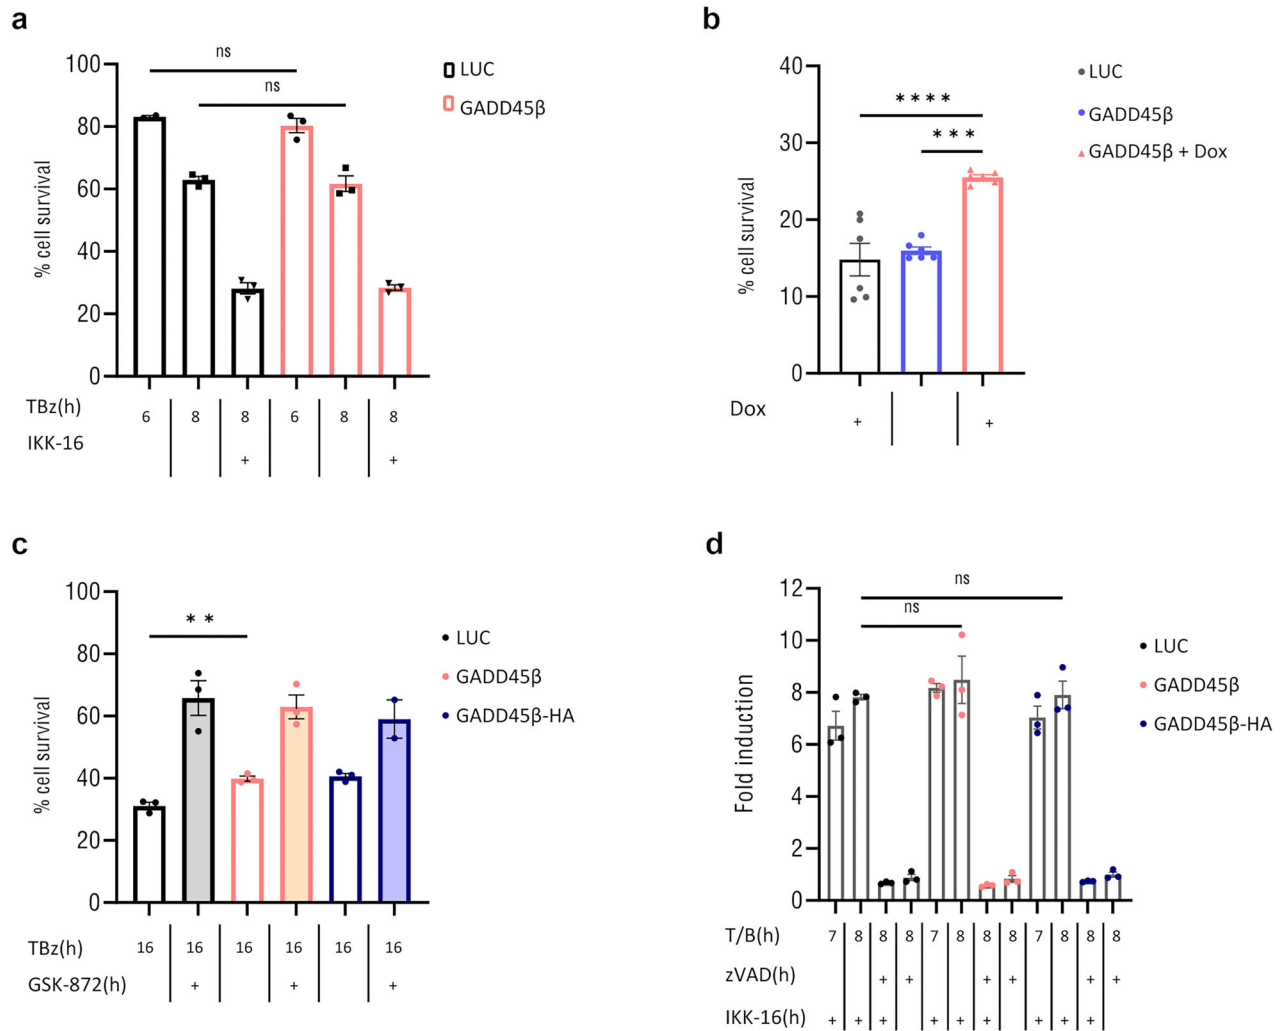 a
ns
ns
100
80
60
40
20
0
% cell survival
LUC
GADD45β
TBz(h) 6 8 8 6 8 8
IKK-16 + +
b
40
30
20
10
0
% cell survival
* * * *
* * *
LUC
GADD45β
GADD45β + Dox
Dox + +
c
100
80
60
40
20
0
% cell survival
* *
LUC
GADD45β
GADD45β-HA
TBz(h) 16 16 16 16 16 16
GSK-872(h) + + +
d
ns
ns
12
10
8
6
4
2
0
Fold induction
LUC
GADD45β
GADD45β-HA
T/B(h) 7 8 8 8 7 8 8 8 7 8 8 8
zVAD(h) + + + + + +
IKK-16(h) + + + + + + + + +